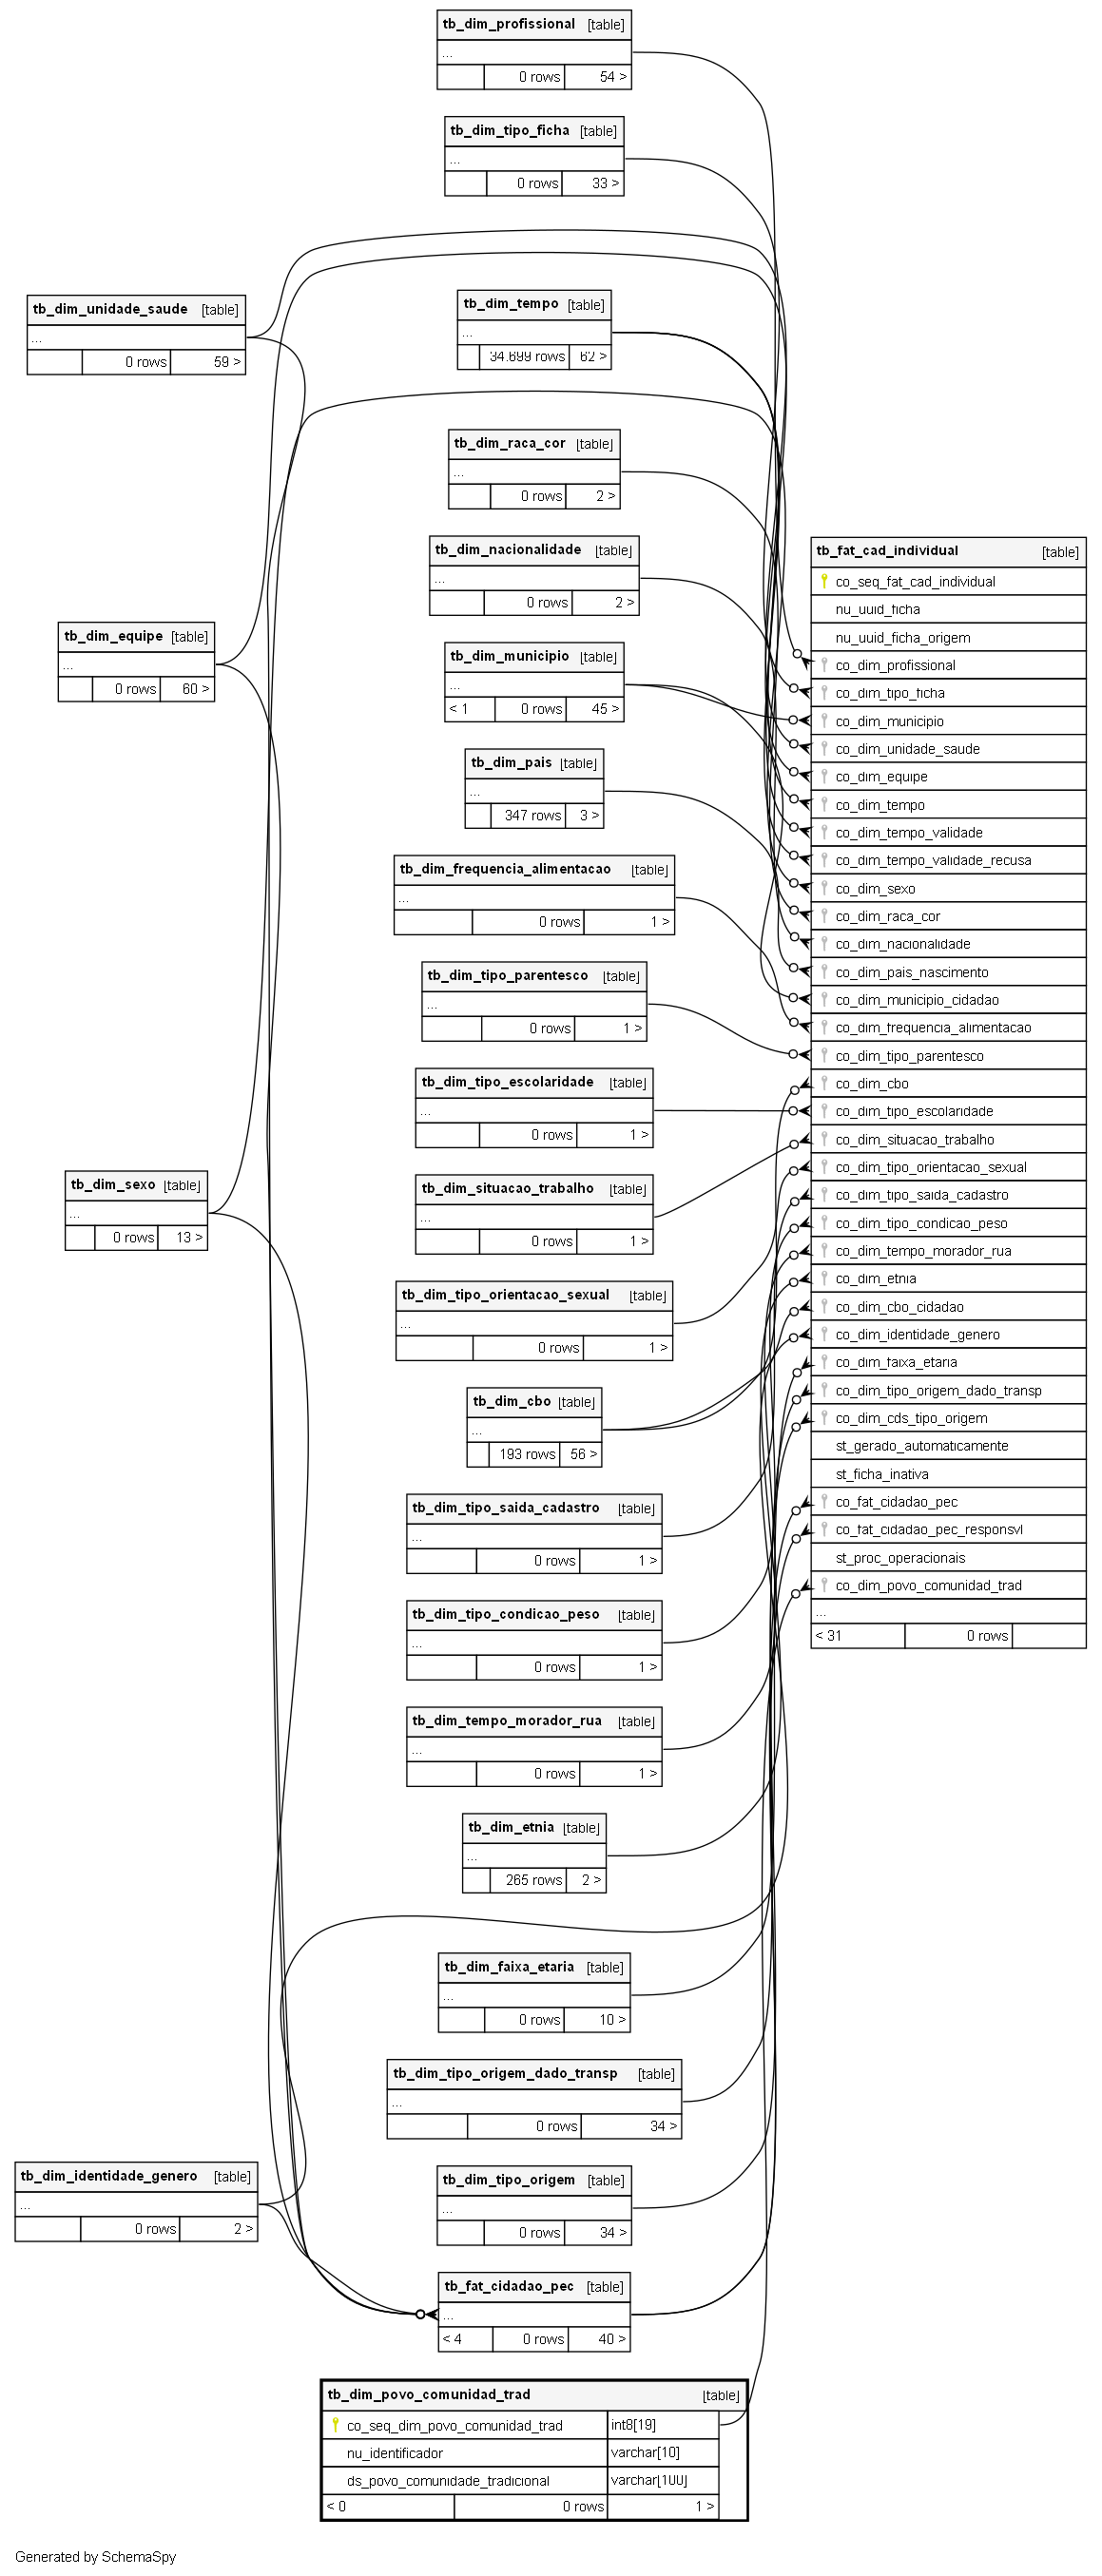 tb_dim_profissional [table]
...
0 rows 54 >
tb_dim_tipo_ficha [table]
...
0 rows 33 >
tb_dim_unidade_saude [table]
...
0 rows 59 >
tb_dim_tempo [table]
...
34.699 rows 62 >
tb_dim_raca_cor [table]
...
0 rows 2 >
tb_dim_nacionalidade [table]
...
0 rows 2 >
tb_dim_equipe [table]
...
0 rows 60 >
tb_dim_municipio [table]
...
< 1 0 rows 45 >
tb_dim_pais [table]
...
347 rows 3 >
tb_dim_frequencia_alimentacao [table]
...
0 rows 1 >
tb_dim_tipo_parentesco [table]
...
0 rows 1 >
tb_dim_tipo_escolaridade [table]
...
0 rows 1 >
tb_dim_sexo [table]
...
0 rows 13 >
tb_dim_situacao_trabalho [table]
...
0 rows 1 >
tb_dim_tipo_orientacao_sexual [table]
...
0 rows 1 >
tb_dim_cbo [table]
...
193 rows 56 >
tb_dim_tipo_saida_cadastro [table]
...
0 rows 1 >
tb_dim_tipo_condicao_peso [table]
...
0 rows 1 >
tb_dim_tempo_morador_rua [table]
...
0 rows 1 >
tb_dim_etnia [table]
...
265 rows 2 >
tb_dim_faixa_etaria [table]
...
0 rows 10 >
tb_dim_tipo_origem_dado_transp [table]
...
0 rows 34 >
tb_dim_identidade_genero [table]
...
0 rows 2 >
tb_dim_tipo_origem [table]
...
0 rows 34 >
tb_fat_cidadao_pec [table]
...
< 4 0 rows 40 >
tb_dim_povo_comunidad_trad [table]
co_seq_dim_povo_comunidad_trad int8[19]
nu_identificador varchar[10]
ds_povo_comunidade_tradicional varchar[100]
< 0 0 rows 1 >
tb_fat_cad_individual [table]
co_seq_fat_cad_individual
nu_uuid_ficha
nu_uuid_ficha_origem
co_dim_profissional
co_dim_tipo_ficha
co_dim_municipio
co_dim_unidade_saude
co_dim_equipe
co_dim_tempo
co_dim_tempo_validade
co_dim_tempo_validade_recusa
co_dim_sexo
co_dim_raca_cor
co_dim_nacionalidade
co_dim_pais_nascimento
co_dim_municipio_cidadao
co_dim_frequencia_alimentacao
co_dim_tipo_parentesco
co_dim_cbo
co_dim_tipo_escolaridade
co_dim_situacao_trabalho
co_dim_tipo_orientacao_sexual
co_dim_tipo_saida_cadastro
co_dim_tipo_condicao_peso
co_dim_tempo_morador_rua
co_dim_etnia
co_dim_cbo_cidadao
co_dim_identidade_genero
co_dim_faixa_etaria
co_dim_tipo_origem_dado_transp
co_dim_cds_tipo_origem
st_gerado_automaticamente
st_ficha_inativa
co_fat_cidadao_pec
co_fat_cidadao_pec_responsvl
st_proc_operacionais
co_dim_povo_comunidad_trad
...
< 31 0 rows
Generated by SchemaSpy